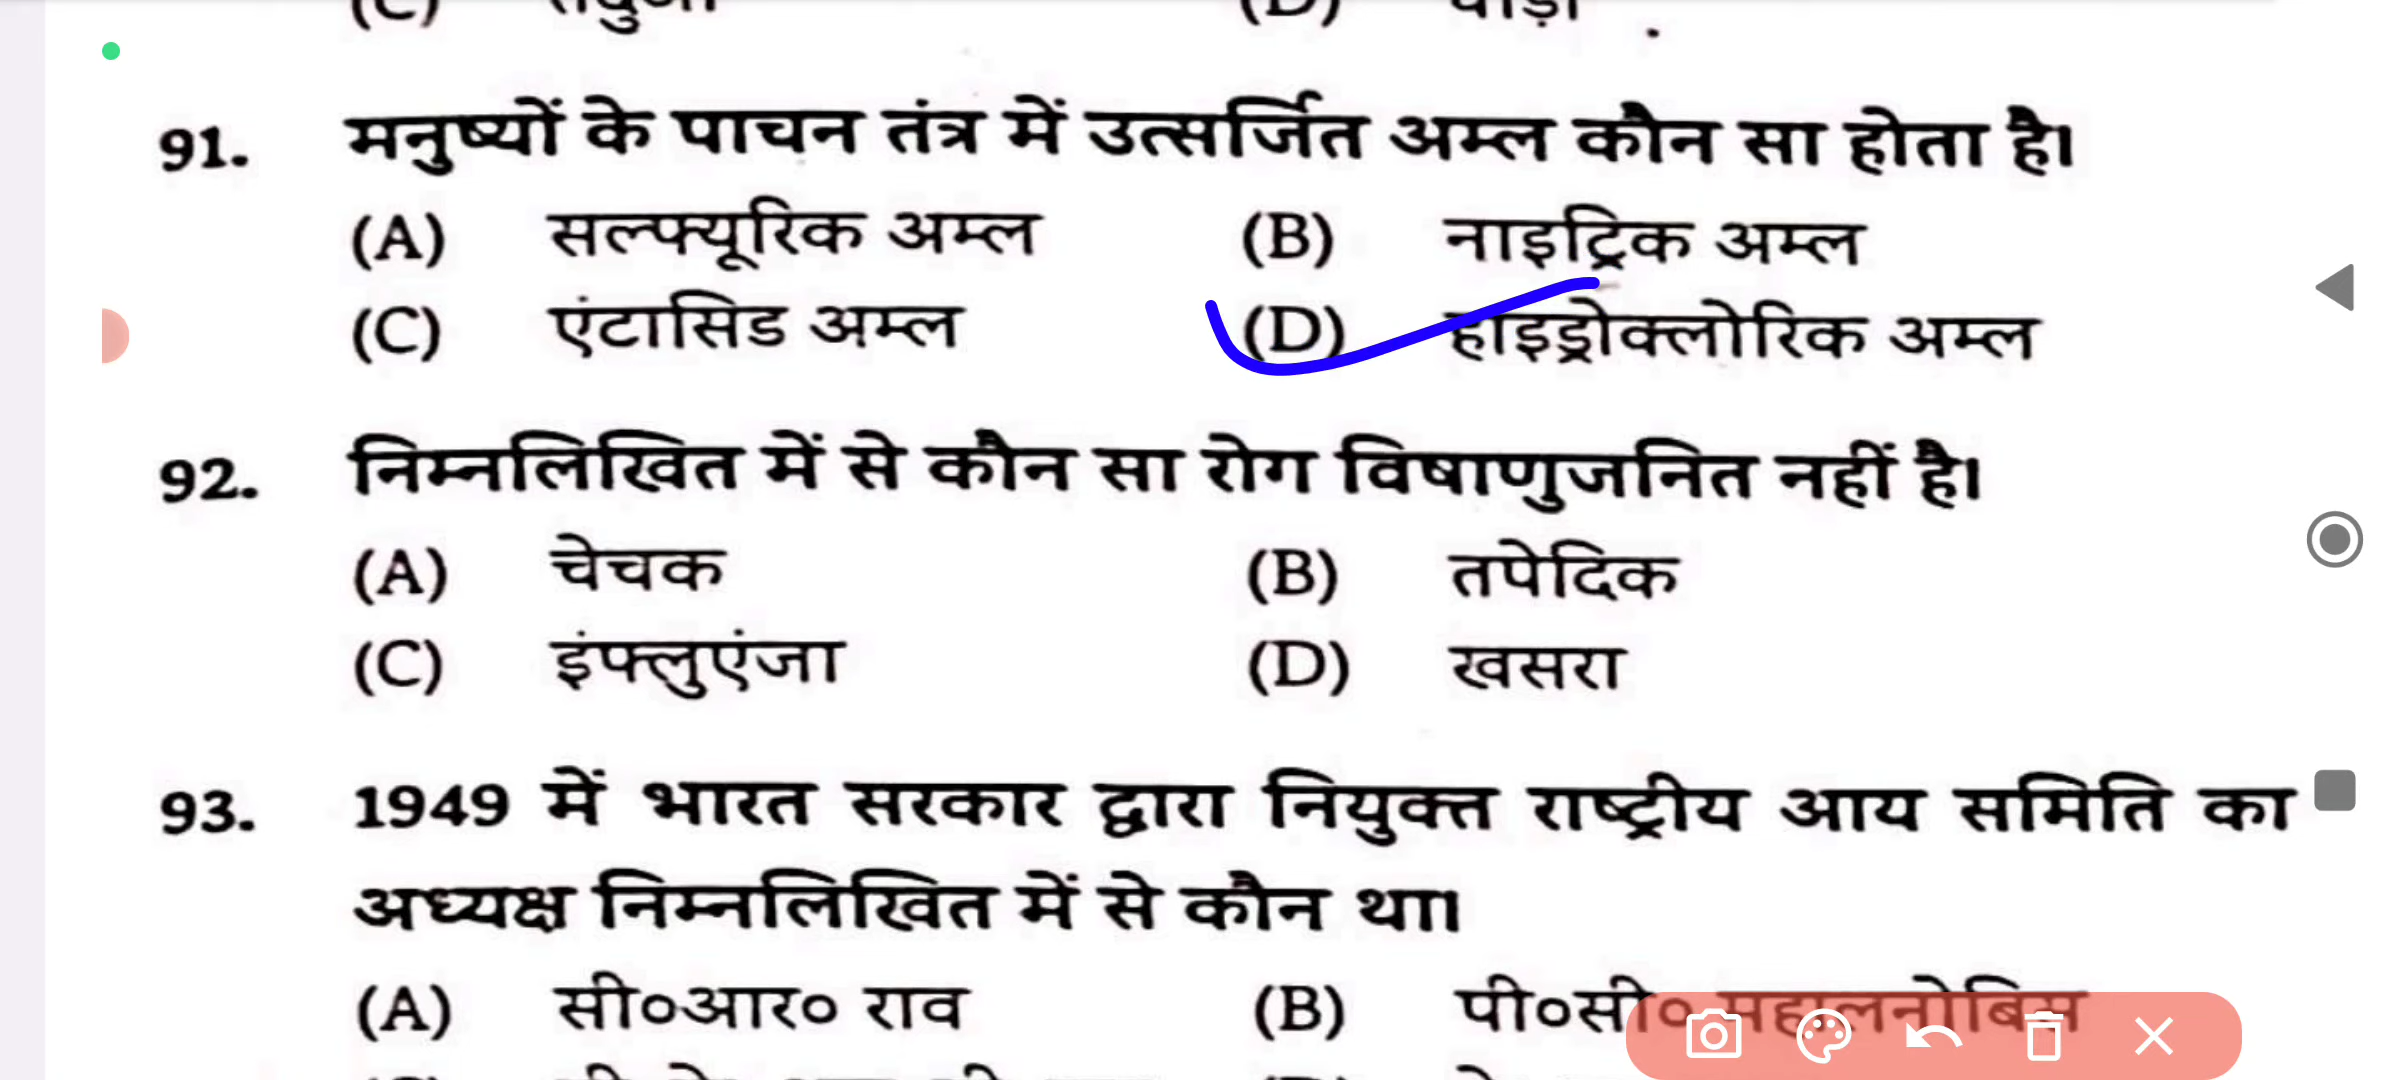 91. मनुष्यों के पाचन तंत्र में उत्सर्जित अम्ल कौन सा होता है।
(A) सल्फ्यूरिक अम्ल (B) नाइट्रिक अम्ल
(C) एंटासिड अम्ल (D) हाइड्रोक्लोरिक अम्ल
92. निम्नलिखित में से कौन सा रोग विषाणुजनित नहीं है।
(A) चेचक (B) तपेदिक
(C) इंफ्लुएंजा (D) खसरा
93. 1949 में भारत सरकार द्वारा नियुक्त राष्ट्रीय आय समिति का
अध्यक्ष निम्नलिखित में से कौन था।
(A) सी०आर० राव (B) पी०सी० महालनोबिस